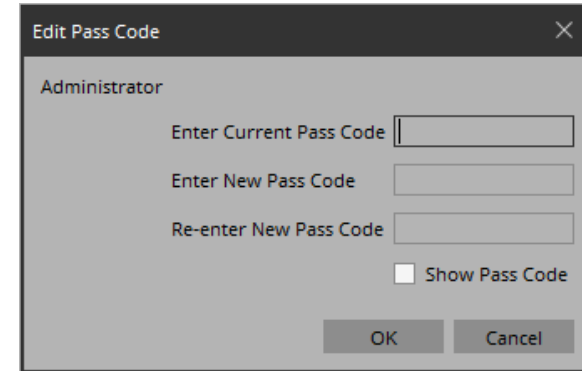 Edit Pass Code
Administrator
Enter Current Pass Code
Enter New Pass Code
Re-enter New Pass Code
Show Pass Code
OK Cancel